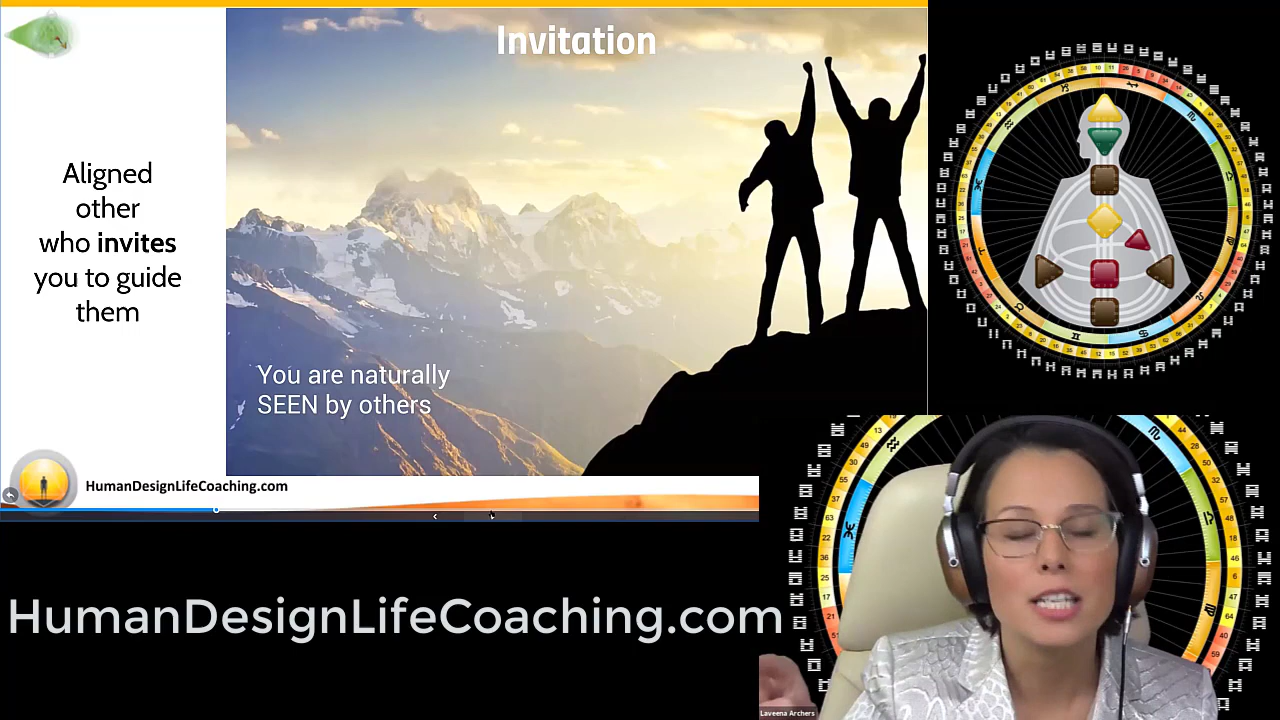 Invitation
Aligned
other
who invites
you to guide
them
You are naturally
SEEN by others
HumanDesignLifeCoaching.com
HumanDesignLifeCoaching.com
Laveena Archers